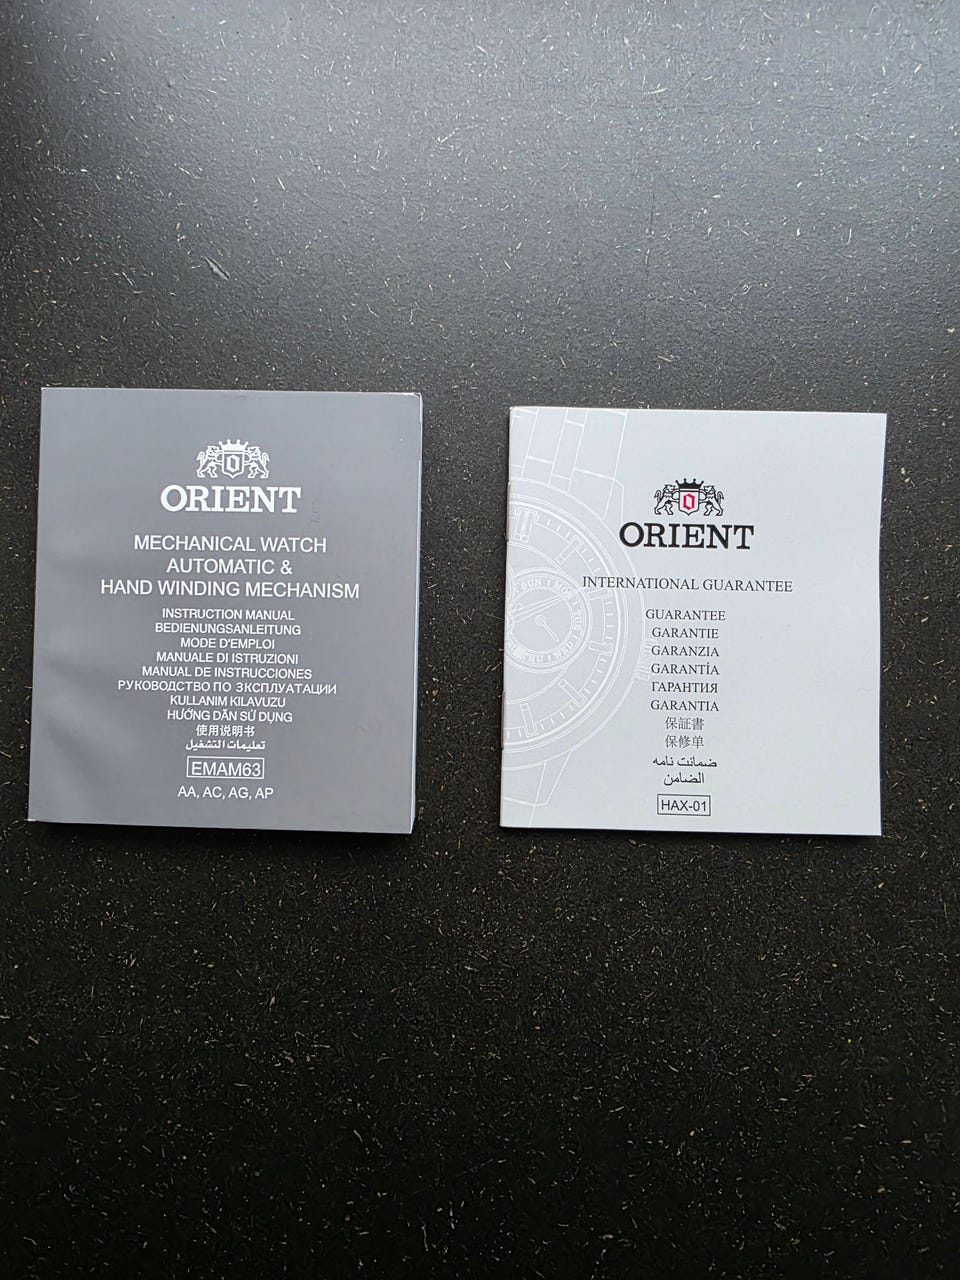 ORIENT
MECHANICAL WATCH
AUTOMATIC &
HAND WINDING MECHANISM
INSTRUCTION MANUAL
BEDIENUNGSANLEITUNG
MODE D'EMPLOI
MANUALE DI ISTRUZIONI
MANUAL DE INSTRUCCIONES
РУКОВОДСТВО ПО ЭКСПЛУАТАЦИИ
KULLANIM KILAVUZU
HƯỚNG DẪN SỬ DỤNG
使用说明书
تعليمات التشغيل
EMAM63
AA, AC, AG, AP
ORIENT
INTERNATIONAL GUARANTEE
GUARANTEE
GARANTIE
GARANZIA
GARANTÍA
ГАРАНТИЯ
GARANTIA
保証書
保修单
ضمانت نامه
الضامن
HAX-01
SUN MON TUE